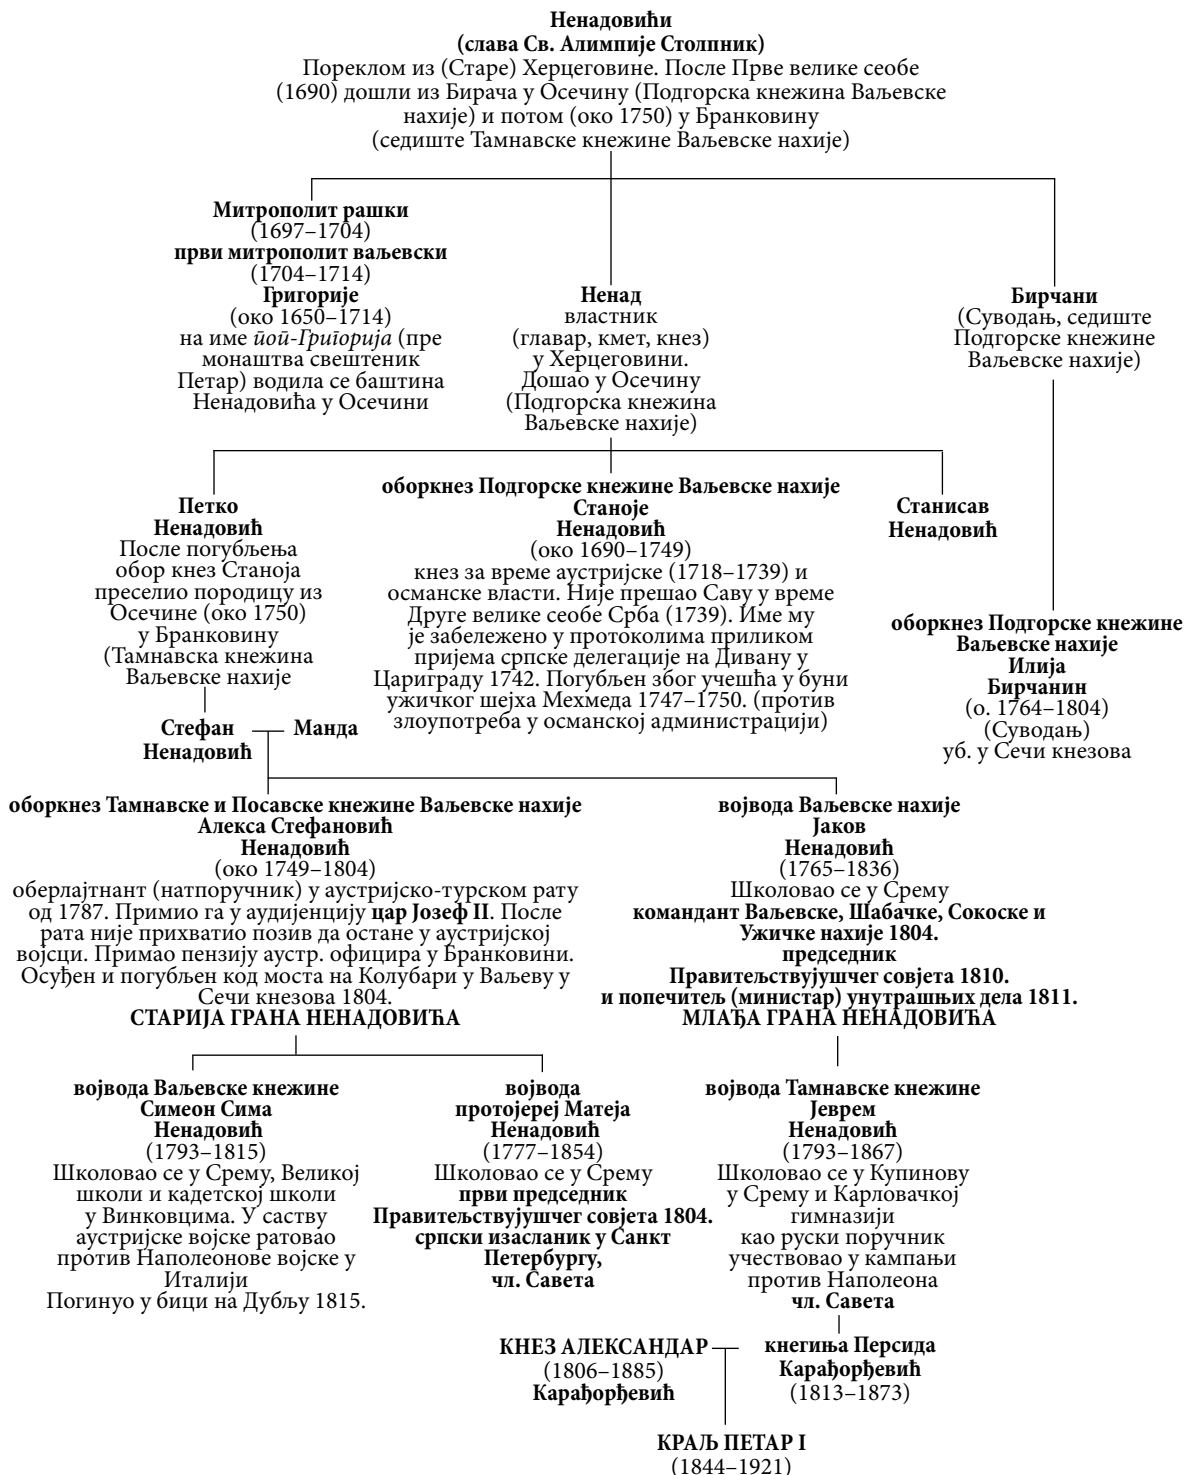 Ненадовићи
(слава Св. Алимпије Столпник)
Пореклом из (Старе) Херцеговине. После Прве велике сеобе
(1690) дошли из Бирача у Осечину (Подгорска кнежина Ваљевске
нахије) и потом (око 1750) у Бранковину
(седиште Тамнавске кнежине Ваљевске нахије)
Митрополит рашки
(1697–1704)
први митрополит ваљевски
(1704–1714)
Григорије
(око 1650–1714)
на име поп-Григорија (пре
монаштва свештеник
Петар) водила се баштина
Ненадовића у Осечини
Ненад
властник
(главар, кмет, кнез)
у Херцеговини.
Дошао у Осечину
(Подгорска кнежина
Ваљевске нахије)
Бирчани
(Суводањ, седиште
Подгорске кнежине
Ваљевске нахије)
Петко
Ненадовић
После погубљења
обор кнез Станоја
преселио породицу из
Осечине (око 1750)
у Бранковину
(Тамнавска кнежина
Ваљевске нахије
оборкнез Подгорске кнежине Ваљевске нахије
Станоје
Ненадовић
(око 1690–1749)
кнез за време аустријске (1718–1739) и
османске власти. Није прешао Саву у време
Друге велике сеобе Срба (1739). Име му
је забележено у протоколима приликом
пријема српске делегације на Дивану у
Цариграду 1742. Погубљен због учешћа у буни
ужичког шејха Мехмеда 1747–1750. (против
злоупотреба у османској администрацији)
Станисав
Ненадовић
оборкнез Подгорске кнежине
Ваљевске нахије
Илија
Бирчанин
(о. 1764–1804)
(Суводањ)
уб. у Сечи кнезова
Стефан
Ненадовић
Манда
оборкнез Тамнавске и Посавске кнежине Ваљевске нахије
Алекса Стефановић
Ненадовић
(око 1749–1804)
оберлајтнант (натпоручник) у аустријско-турском рату
од 1787. Примио га у аудијенцију цар Јозеф II. После
рата није прихватио позив да остане у аустријској
војсци. Примао пензију аустр. официра у Бранковини.
Осуђен и погубљен код моста на Колубари у Ваљеву у
Сечи кнезова 1804.
СТАРИЈА ГРАНА НЕНАДОВИЋА
војвода Ваљевске нахије
Јаков
Ненадовић
(1765–1836)
Школовао се у Срему
командант Ваљевске, Шабачке, Сокоске и
Ужичке нахије 1804.
председник
Правитељствујушчег совјета 1810.
и попечитељ (министар) унутрашњих дела 1811.
МЛАЂА ГРАНА НЕНАДОВИЋА
војвода Ваљевске кнежине
Симеон Сима
Ненадовић
(1793–1815)
Школовао се у Срему, Великој
школи и кадетској школи
у Винковцима. У саству
аустријске војске ратовао
против Наполеонове војске у
Италији
Погинуо у бици на Дубљу 1815.
војвода
протојереј Матеја
Ненадовић
(1777–1854)
Школовао се у Срему
први председник
Правитељствујушчег совјета 1804.
српски изасланик у Санкт
Петербургу,
чл. Савета
војвода Тамнавске кнежине
Јеврем
Ненадовић
(1793–1867)
Школовао се у Купинову
у Срему и Карловачкој
гимназији
као руски поручник
учествовао у кампањи
против Наполеона
чл. Савета
КНЕЗ АЛЕКСАНДАР
(1806–1885)
Карађорђевић
кнегиња Персида
Карађорђевић
(1813–1873)
КРАЉ ПЕТАР I
(1844–1921)